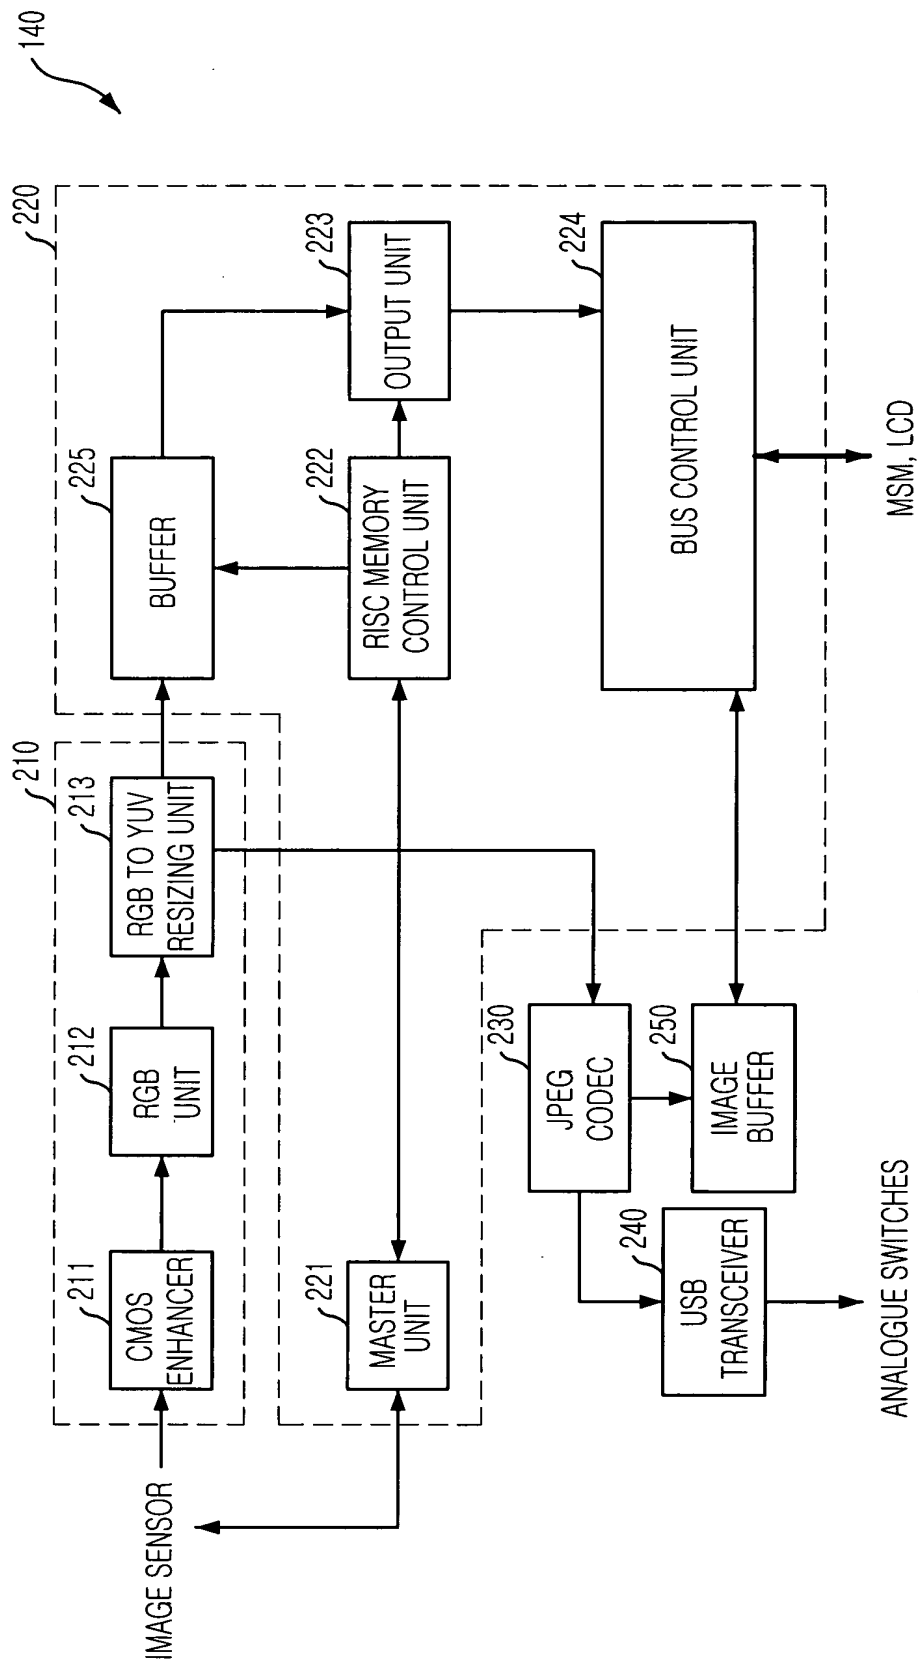 140
210
220
211
CMOS
ENHANCER
212
RGB
UNIT
213
RGB TO YUV
RESIZING UNIT
225
BUFFER
IMAGE SENSOR
221
MASTER
UNIT
222
RISC MEMORY
CONTROL UNIT
223
OUTPUT UNIT
230
JPEG
CODEC
224
BUS CONTROL UNIT
240
USB
TRANSCEIVER
250
IMAGE
BUFFER
ANALOGUE SWITCHES
MSM, LCD